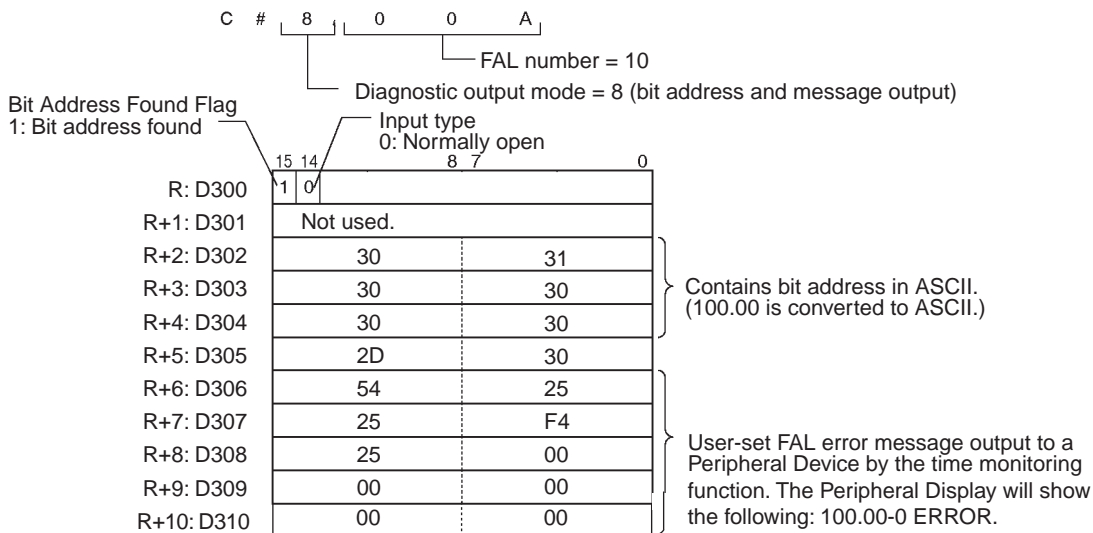 C # 8, 0 0 A
FAL number = 10
Diagnostic output mode = 8 (bit address and message output)
Bit Address Found Flag
1: Bit address found
Input type
0: Normally open
15 14 8 7 0
R: D300 1 0
R+1: D301 Not used.
R+2: D302 30 31
R+3: D303 30 30
R+4: D304 30 30
R+5: D305 2D 30
R+6: D306 54 25
R+7: D307 25 F4
R+8: D308 25 00
R+9: D309 00 00
R+10: D310 00 00
Contains bit address in ASCII.
(100.00 is converted to ASCII.)
User-set FAL error message output to a
Peripheral Device by the time monitoring
function. The Peripheral Display will show
the following: 100.00-0 ERROR.